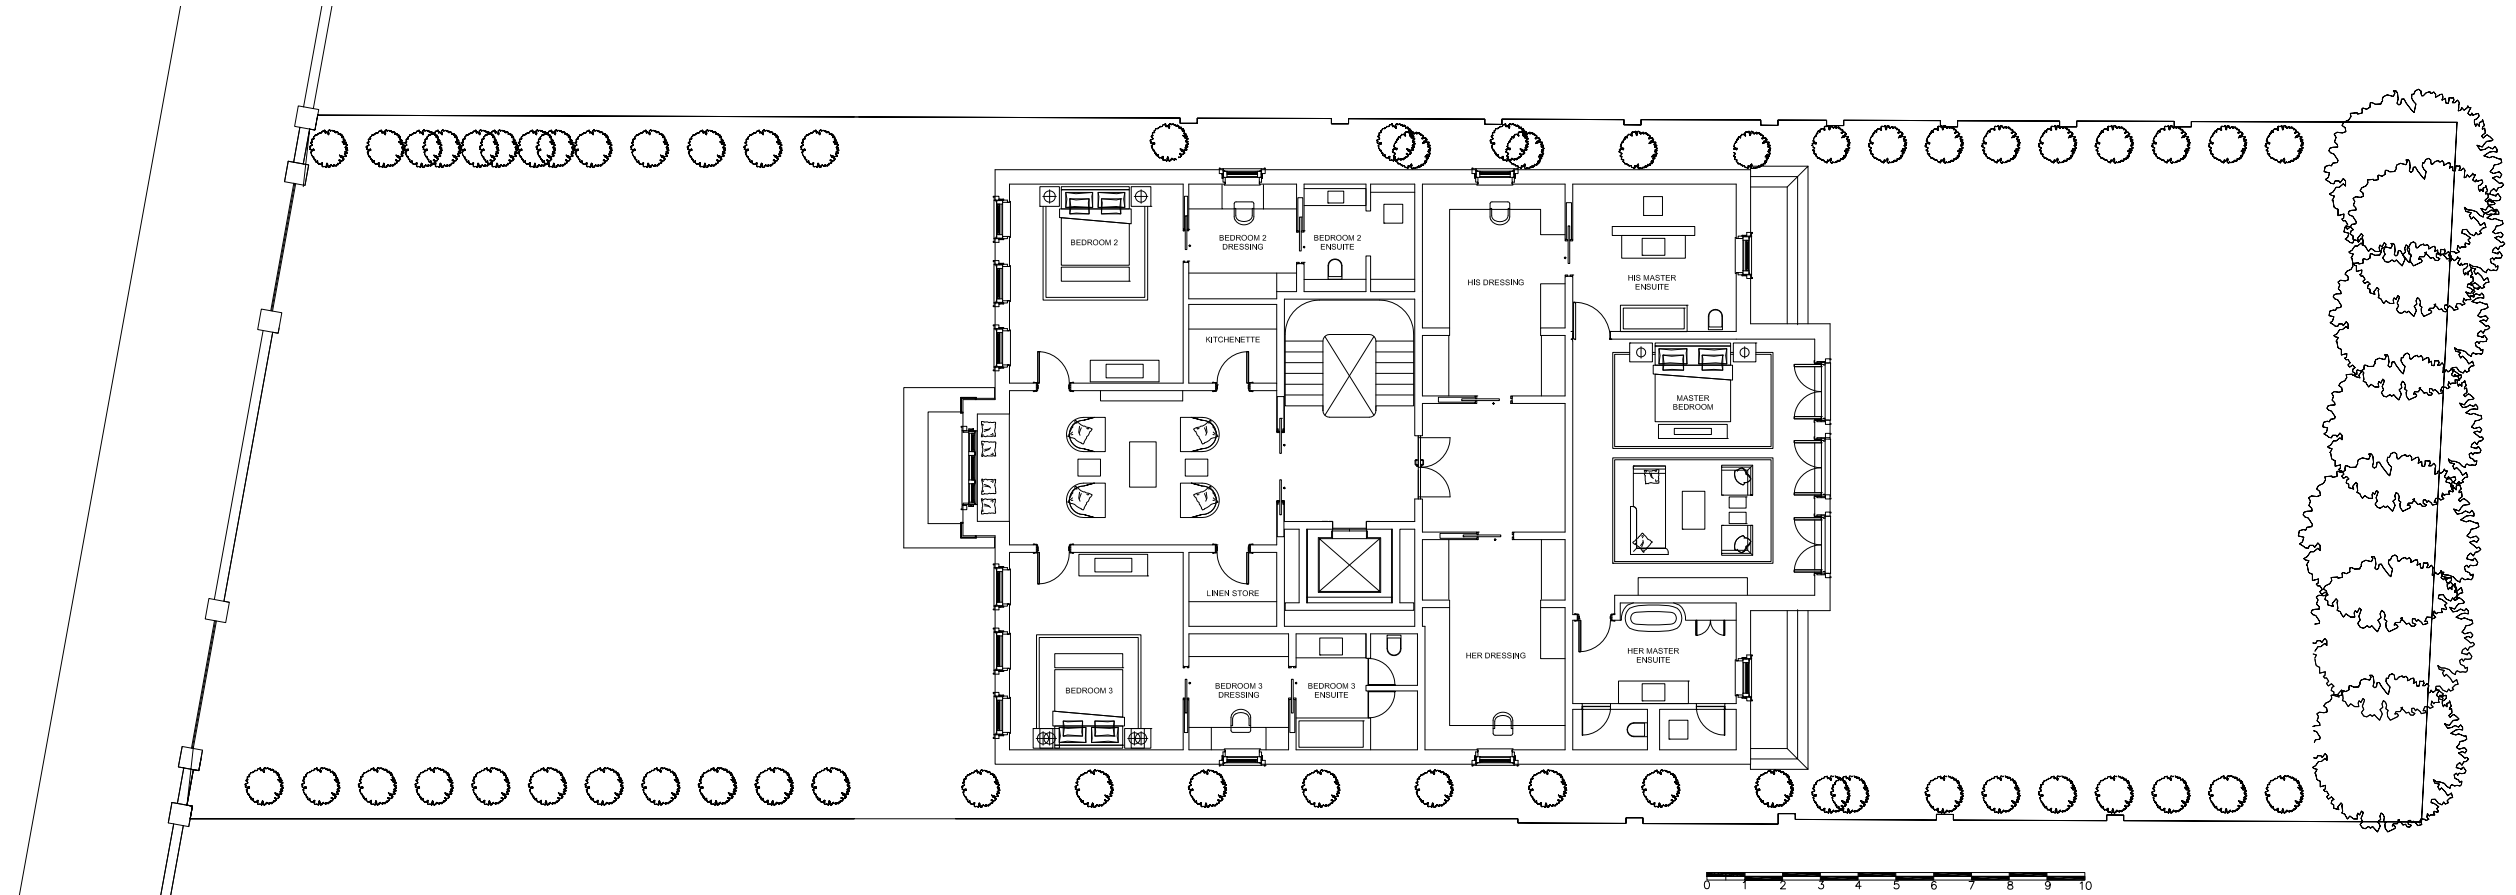 BEDROOM 2
BEDROOM 2
DRESSING
BEDROOM 2
ENSUITE
HIS DRESSING
HIS MASTER
ENSUITE
KITCHENETTE
MASTER
BEDROOM
LINEN STORE
BEDROOM 3
BEDROOM 3
DRESSING
BEDROOM 3
ENSUITE
HER DRESSING
HER MASTER
ENSUITE
0 1 2 3 4 5 6 7 8 9 10